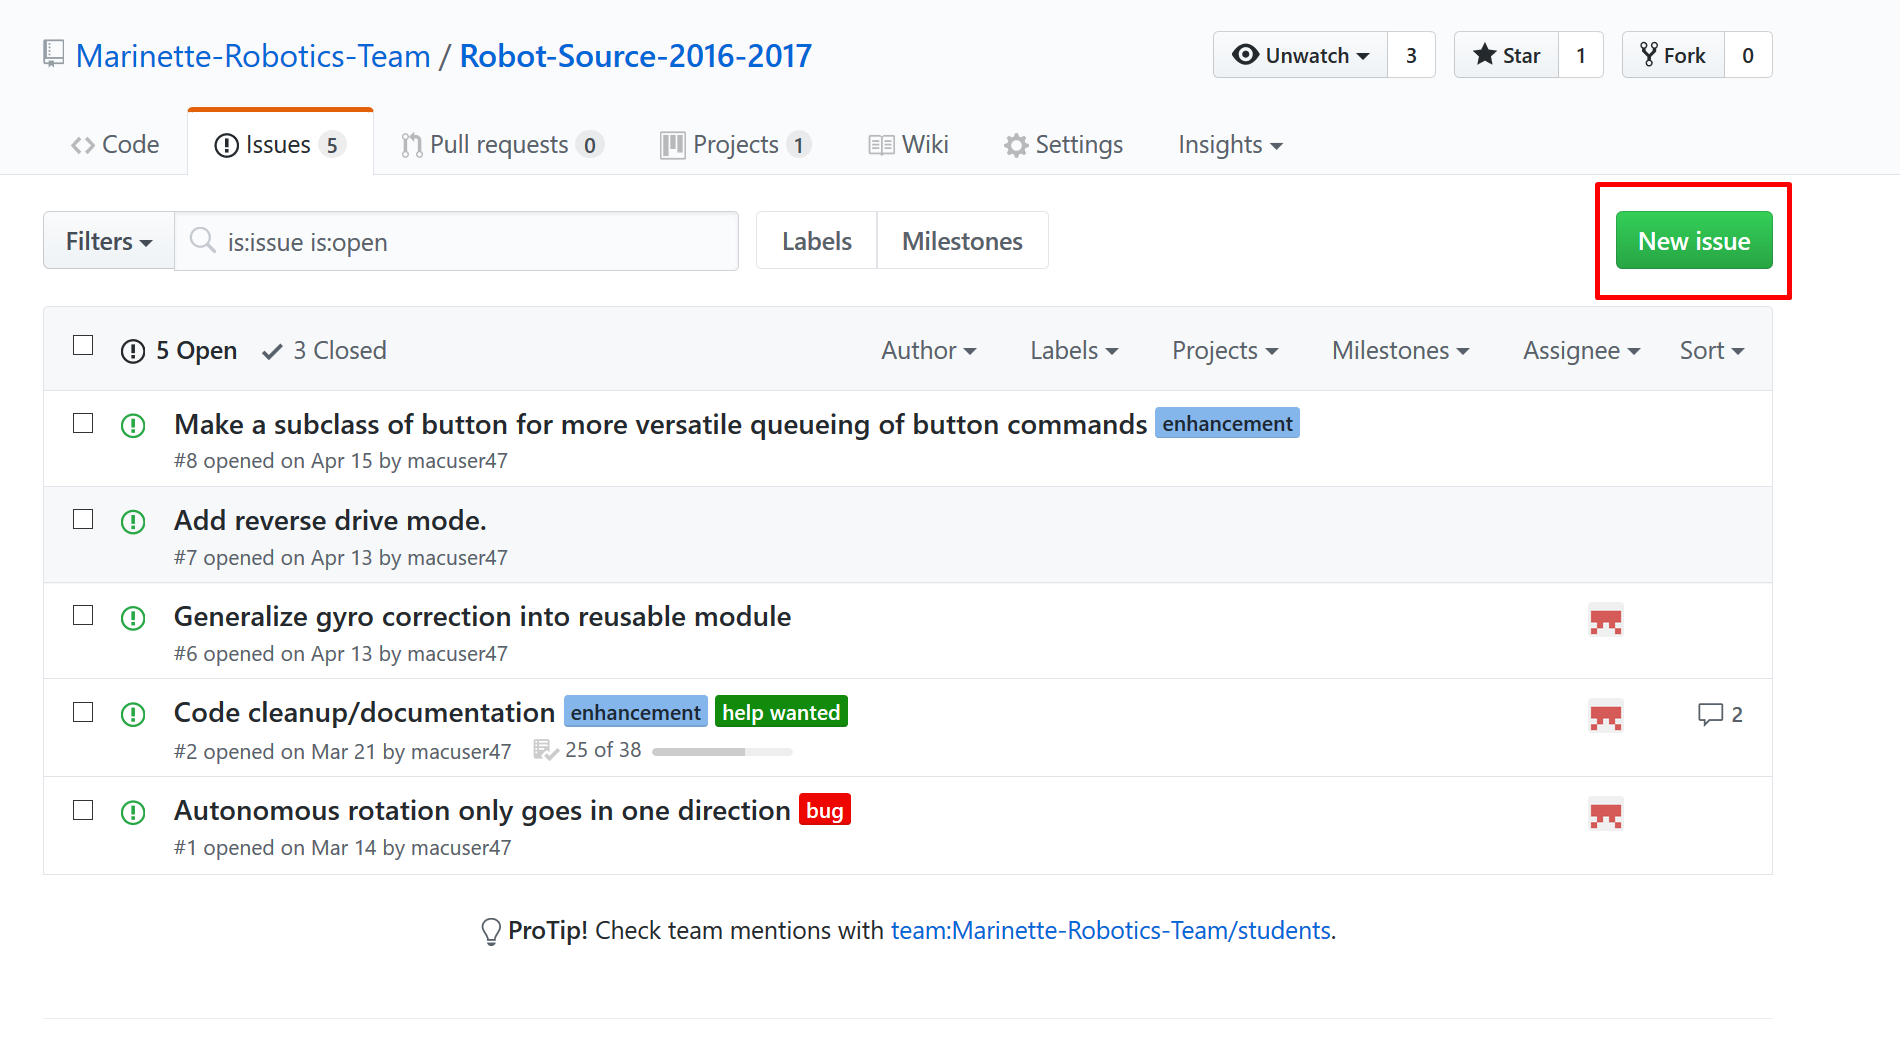 Marinette-Robotics-Team / Robot-Source-2016-2017
Unwatch 3 Star 1 Fork 0
Code Issues 5 Pull requests 0 Projects 1 Wiki Settings Insights
Filters is:issue is:open Labels Milestones New issue
5 Open 3 Closed Author Labels Projects Milestones Assignee Sort
Make a subclass of button for more versatile queueing of button commands enhancement
#8 opened on Apr 15 by macuser47
Add reverse drive mode.
#7 opened on Apr 13 by macuser47
Generalize gyro correction into reusable module
#6 opened on Apr 13 by macuser47
Code cleanup/documentation enhancement help wanted 2
#2 opened on Mar 21 by macuser47 25 of 38
Autonomous rotation only goes in one direction bug
#1 opened on Mar 14 by macuser47
ProTip! Check team mentions with team:Marinette-Robotics-Team/students.